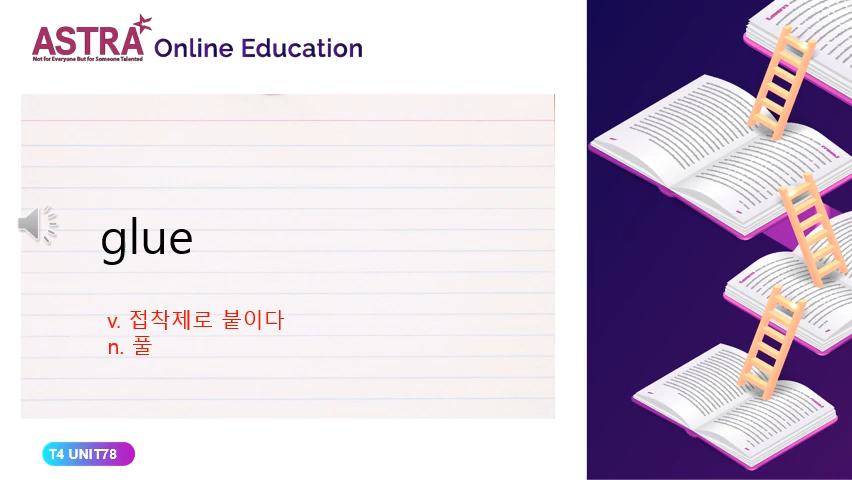 ASTRA
Not for Everyone But for Someone Talented
Online Education
glue
v. 접착제로 붙이다
n. 풀
T4 UNIT78